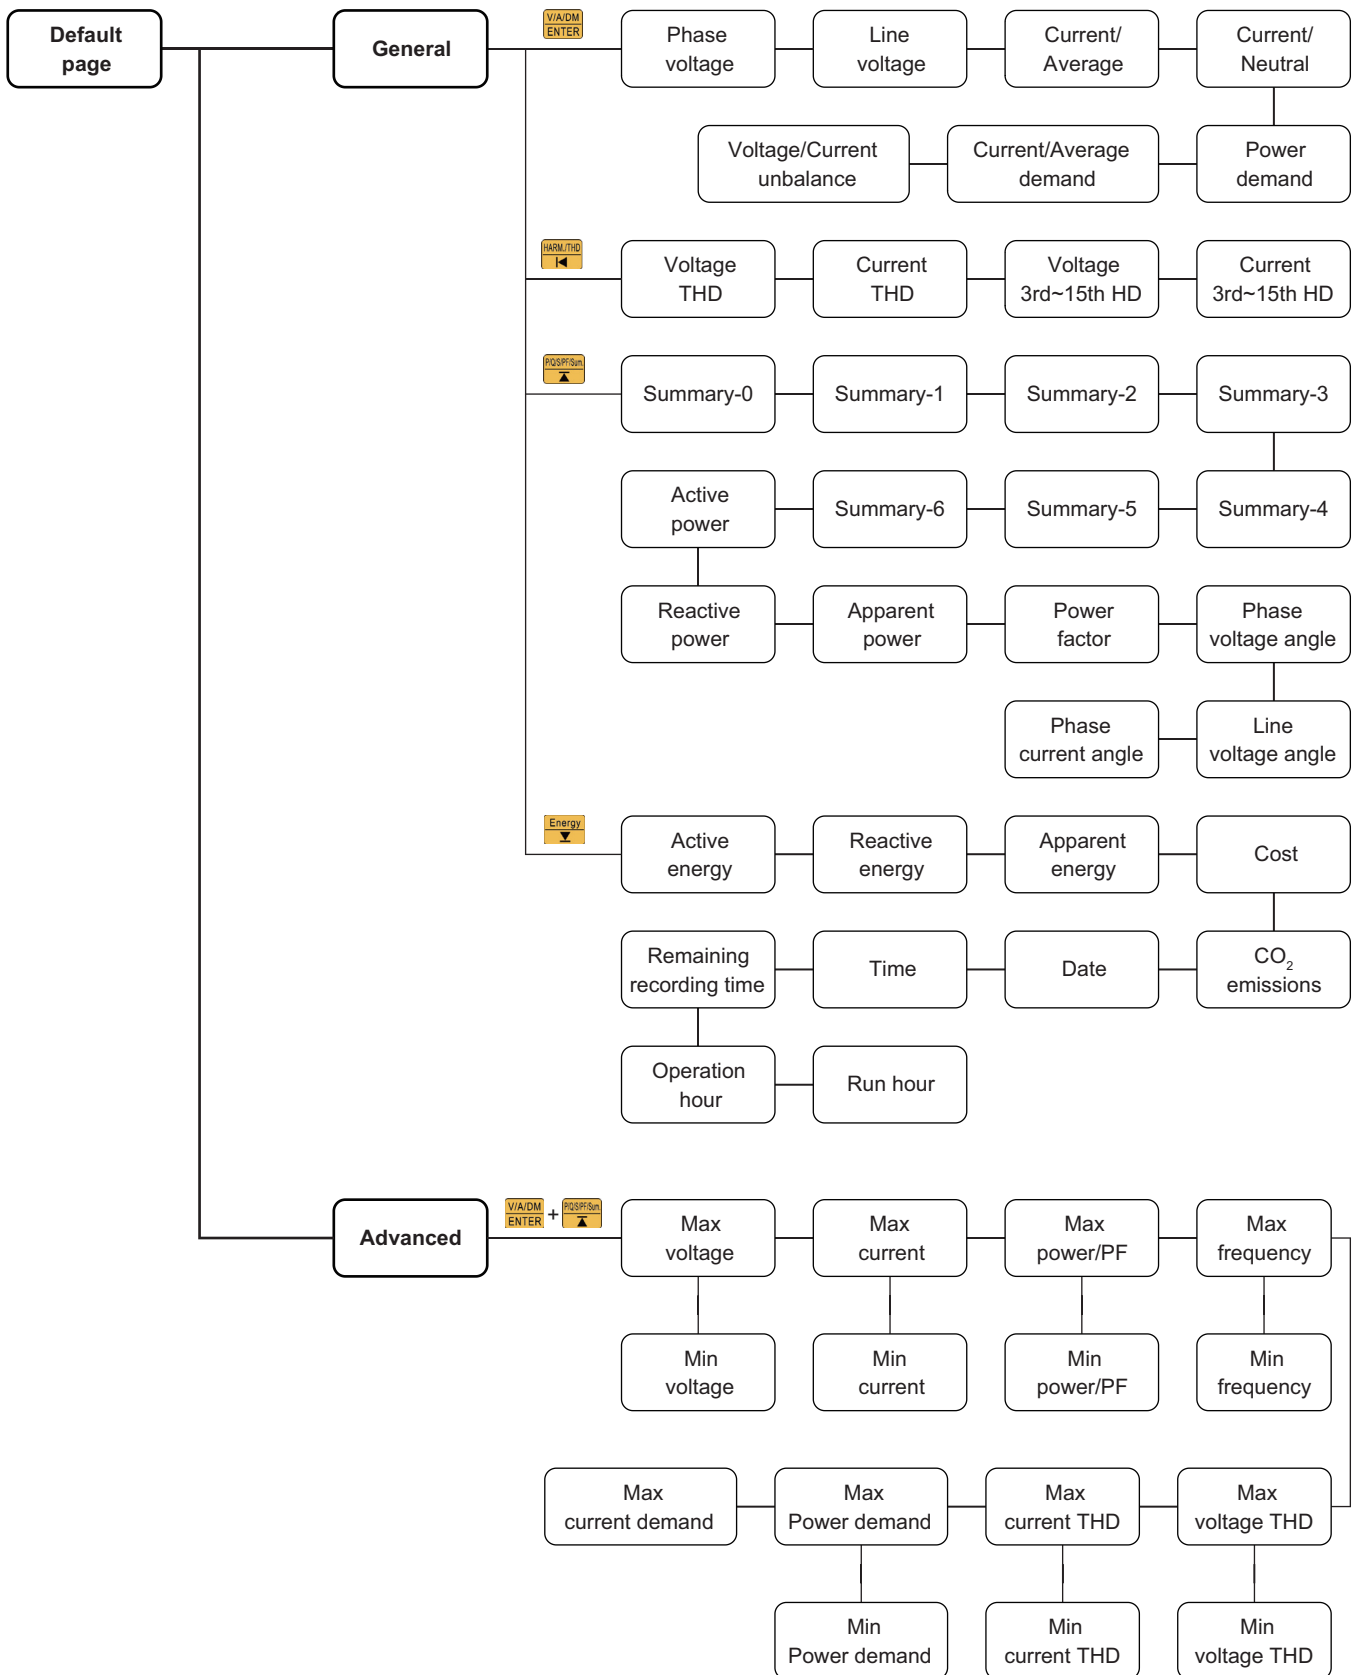 Default
page
General
V/A/DM
ENTER
Phase
voltage
Line
voltage
Current/
Average
Current/
Neutral
Voltage/Current
unbalance
Current/Average
demand
Power
demand
HARM./THD
Voltage
THD
Current
THD
Voltage
3rd~15th HD
Current
3rd~15th HD
P/Q/S/PF/Sum.
Summary-0
Summary-1
Summary-2
Summary-3
Active
power
Summary-6
Summary-5
Summary-4
Reactive
power
Apparent
power
Power
factor
Phase
voltage angle
Phase
current angle
Line
voltage angle
Energy
Active
energy
Reactive
energy
Apparent
energy
Cost
Remaining
recording time
Time
Date
CO₂
emissions
Operation
hour
Run hour
Advanced
V/A/DM
ENTER
+
P/Q/S/PF/Sum.
Max
voltage
Max
current
Max
power/PF
Max
frequency
Min
voltage
Min
current
Min
power/PF
Min
frequency
Max
current demand
Max
Power demand
Max
current THD
Max
voltage THD
Min
Power demand
Min
current THD
Min
voltage THD